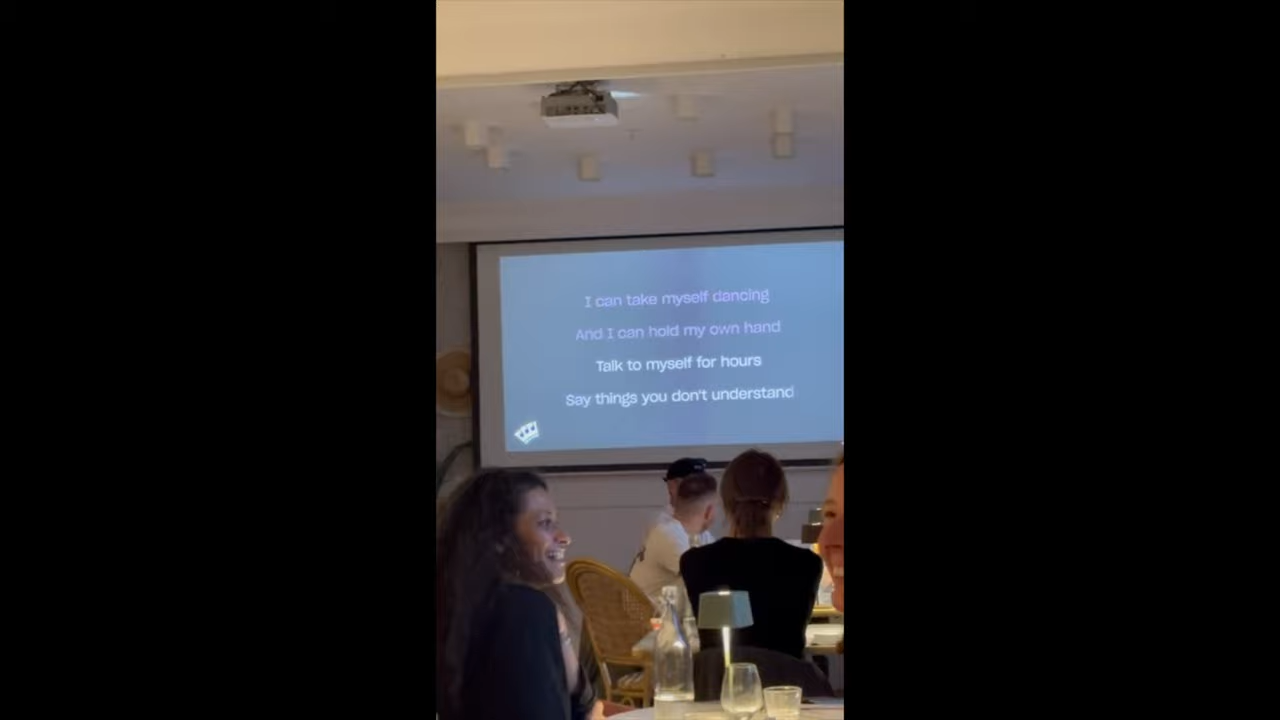 I can take myself dancing
And I can hold my own hand
Talk to myself for hours
Say things you don't understand